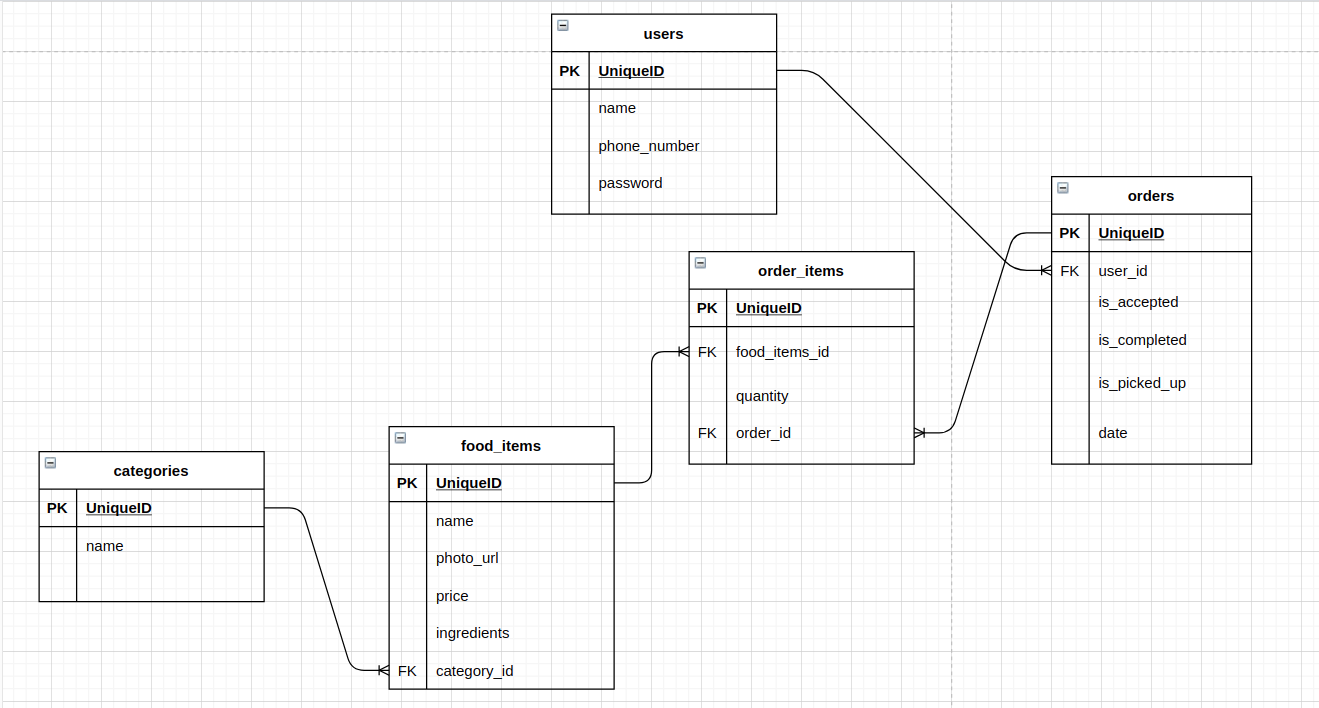 users
PK UniqueID
name
phone_number
password
orders
PK UniqueID
FK user_id
is_accepted
is_completed
is_picked_up
date
order_items
PK UniqueID
FK food_items_id
quantity
FK order_id
food_items
PK UniqueID
name
photo_url
price
ingredients
FK category_id
categories
PK UniqueID
name